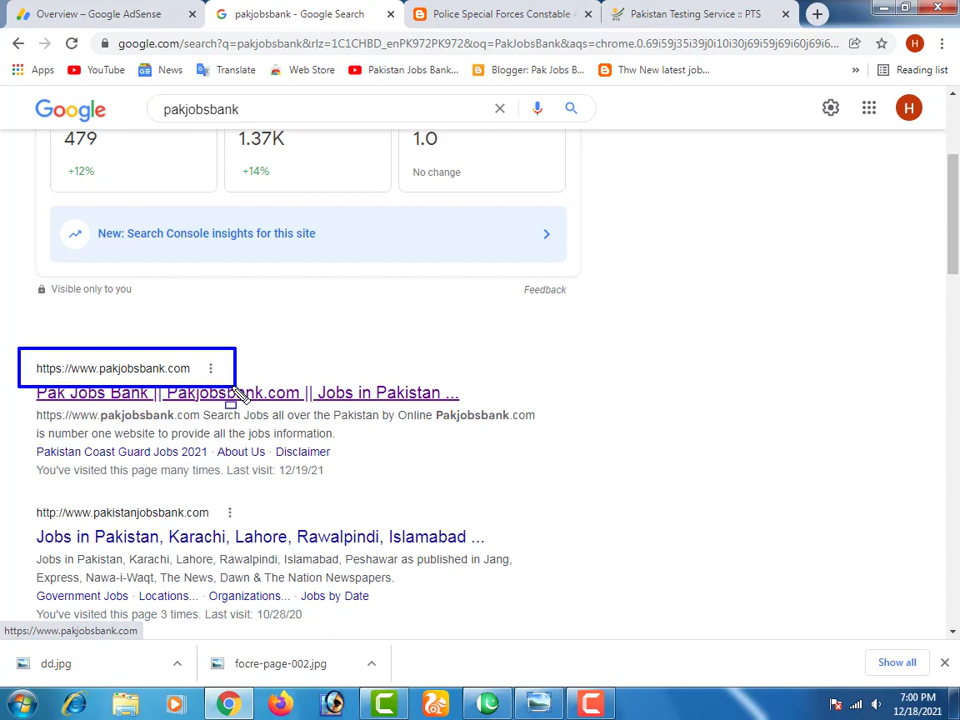 Overview – Google AdSense
pakjobsbank - Google Search
Police Special Forces Constable
Pakistan Testing Service :: PTS
google.com/search?q=pakjobsbank&rlz=1C1CHBD_enPK972PK972&oq=PakJobsBank&aqs=chrome.0.69i59j35i39j0i10i30j69i59j69i60j69i6...
H
Apps
YouTube
News
Translate
Web Store
Pakistan Jobs Bank...
Blogger: Pak Jobs B...
Thw New latest job...
»
Reading list
Google
pakjobsbank
H
479
1.37K
1.0
+12%
+14%
No change
New: Search Console insights for this site
Visible only to you
Feedback
https://www.pakjobsbank.com
Pak Jobs Bank || Pakjobsbank.com || Jobs in Pakistan ...
https://www.pakjobsbank.com Search Jobs all over the Pakistan by Online Pakjobsbank.com
is number one website to provide all the jobs information.
Pakistan Coast Guard Jobs 2021 · About Us · Disclaimer
You've visited this page many times. Last visit: 12/19/21
http://www.pakistanjobsbank.com
Jobs in Pakistan, Karachi, Lahore, Rawalpindi, Islamabad ...
Jobs in Pakistan, Karachi, Lahore, Rawalpindi, Islamabad, Peshawar as published in Jang,
Express, Nawa-i-Waqt, The News, Dawn & The Nation Newspapers.
Government Jobs · Locations... · Organizations... · Jobs by Date
You've visited this page 3 times. Last visit: 10/28/20
https://www.pakjobsbank.com
dd.jpg
focre-page-002.jpg
Show all
7:00 PM
12/18/2021